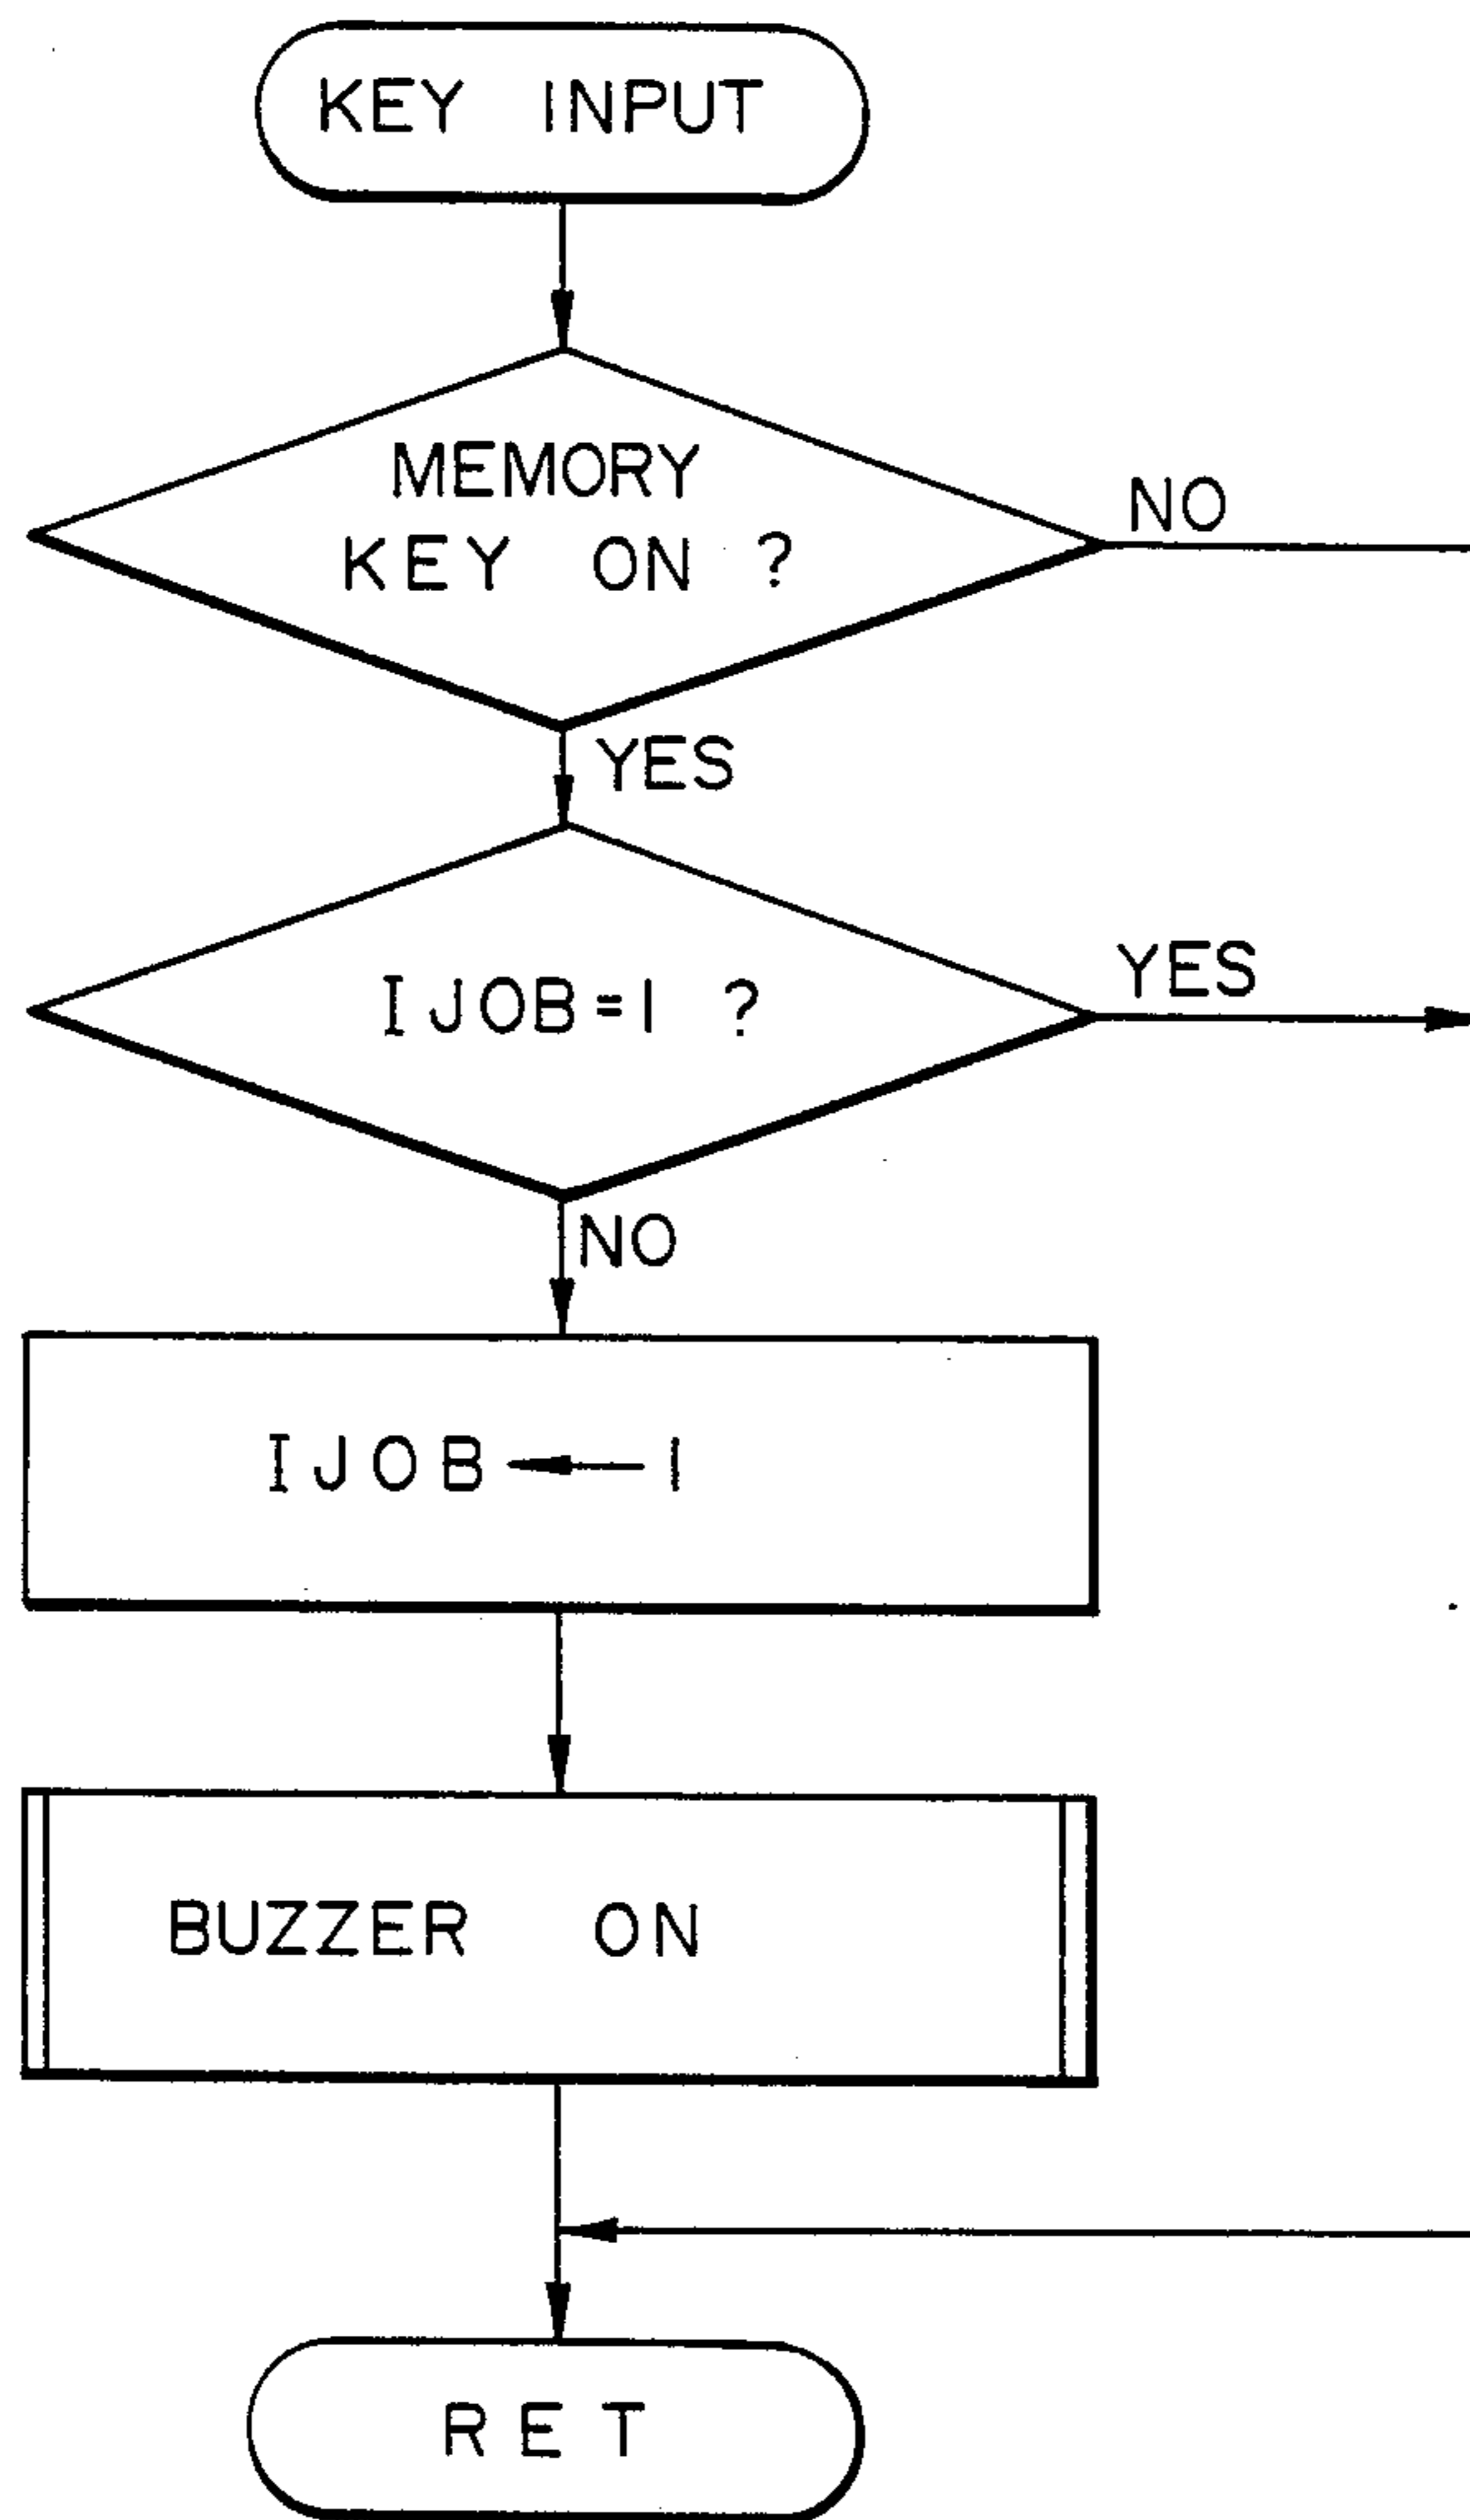 KEY INPUT
MEMORY
KEY ON ?
NO
YES
IJOB=1 ?
YES
NO
IJOB←1
BUZZER ON
RET